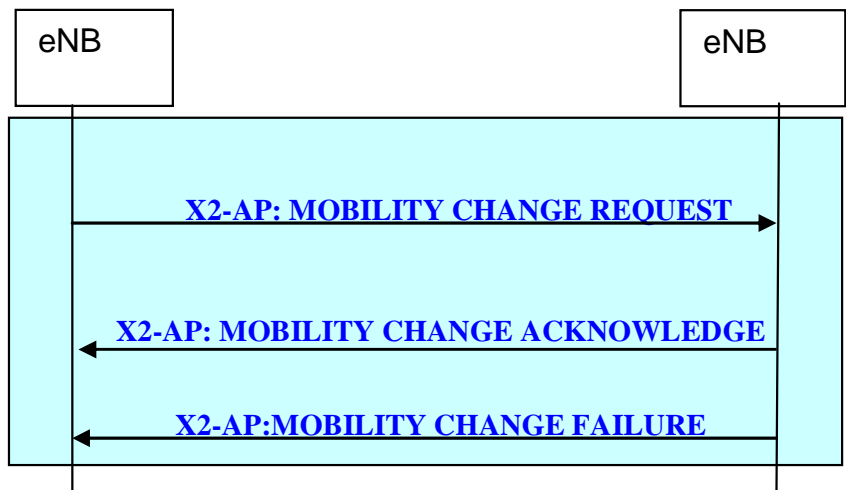 eNB
eNB
X2-AP: MOBILITY CHANGE REQUEST
X2-AP: MOBILITY CHANGE ACKNOWLEDGE
X2-AP:MOBILITY CHANGE FAILURE